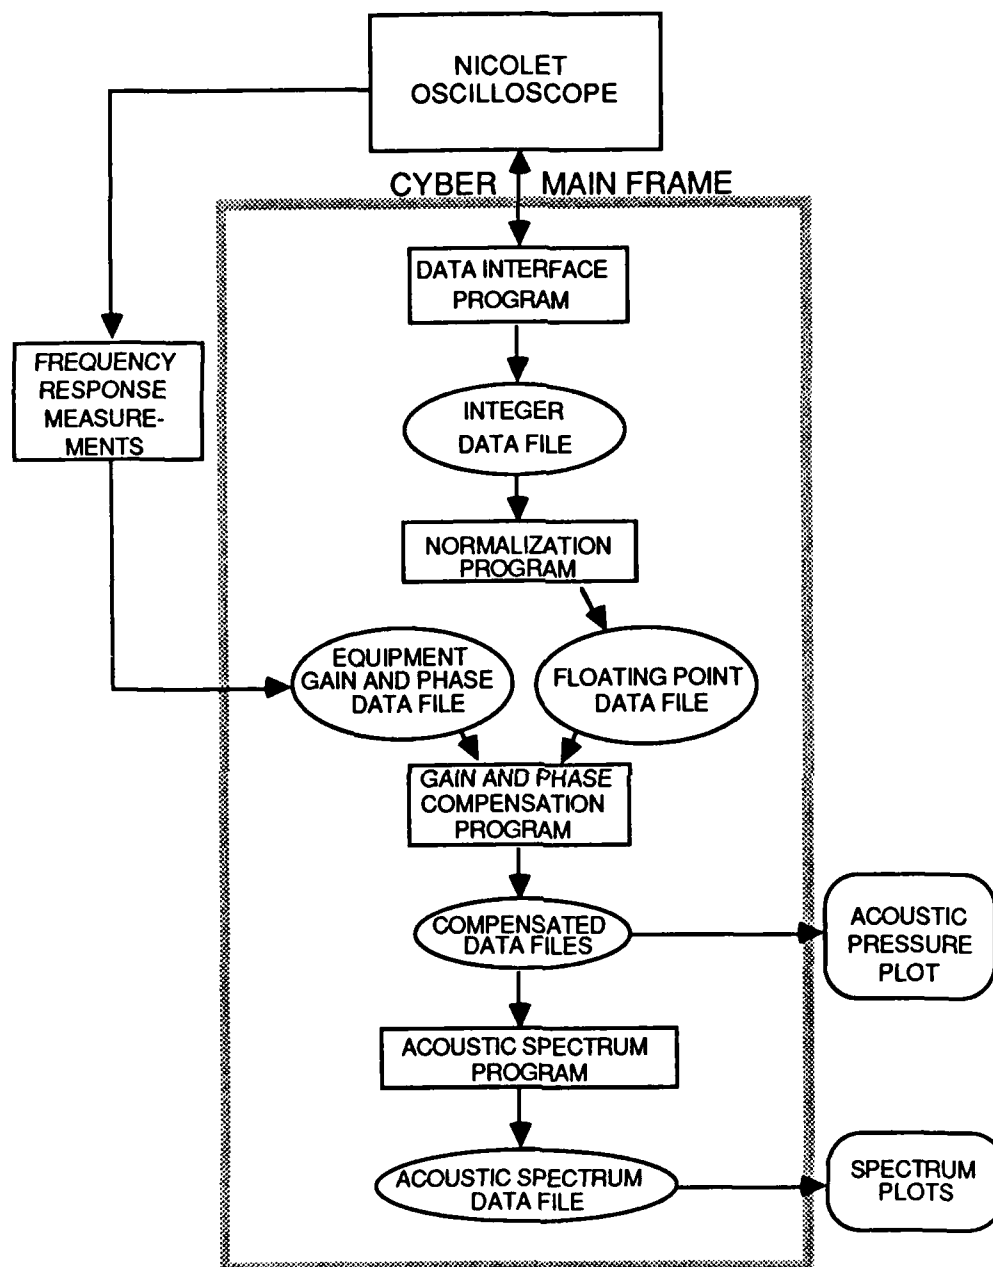 NICOLET
OSCILLOSCOPE
CYBER MAIN FRAME
DATA INTERFACE
PROGRAM
FREQUENCY
RESPONSE
MEASURE-
MENTS
INTEGER
DATA FILE
NORMALIZATION
PROGRAM
EQUIPMENT
GAIN AND PHASE
DATA FILE
FLOATING POINT
DATA FILE
GAIN AND PHASE
COMPENSATION
PROGRAM
COMPENSATED
DATA FILES
ACOUSTIC
PRESSURE
PLOT
ACOUSTIC SPECTRUM
PROGRAM
ACOUSTIC SPECTRUM
DATA FILE
SPECTRUM
PLOTS